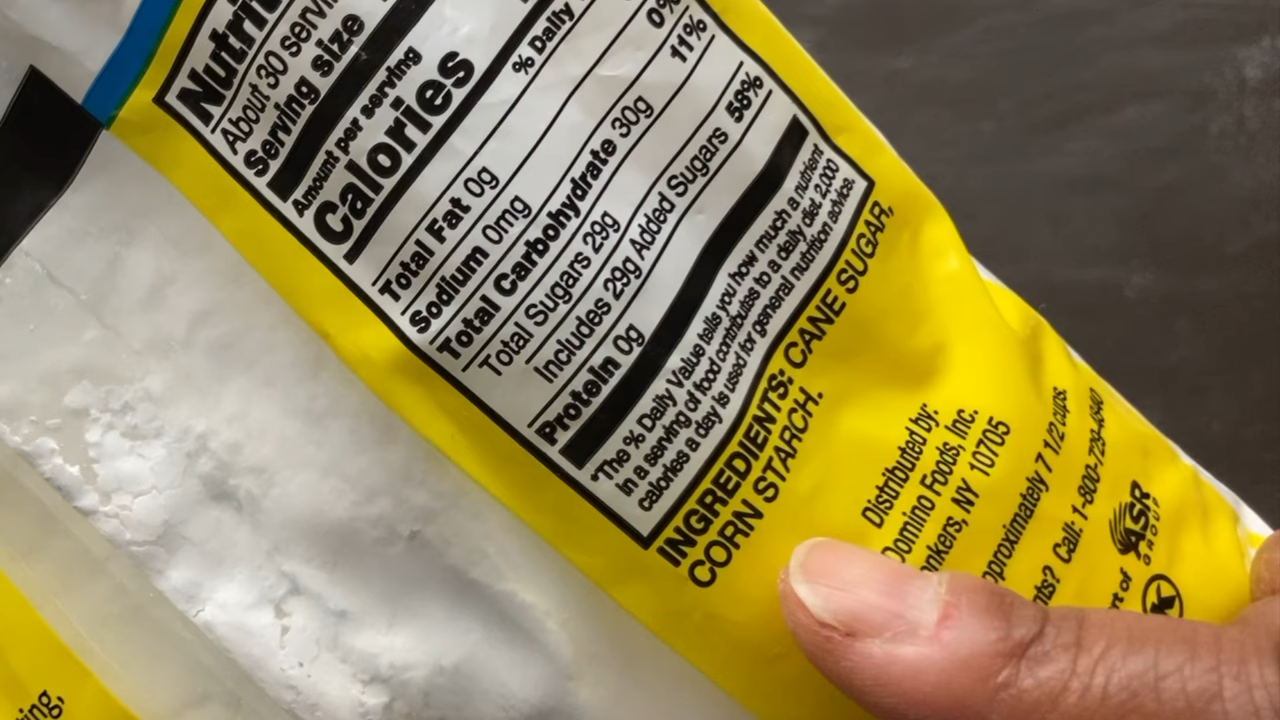 About 30
Serving size
Amount per serving
Calories
% Daily
0%
Total Fat 0g
Sodium 0mg 11%
Total Carbohydrate 30g
Total Sugars 29g
Includes 29g Added Sugars 58%
Protein 0g
*The % Daily Value tells you how much a nutrient
in a serving of food contributes to a daily diet. 2,000
calories a day is used for general nutrition advice.
INGREDIENTS: CANE SUGAR,
CORN STARCH.
Distributed by:
Domino Foods, Inc.
NY 10705
7 1/2 cups
Call: 1-800-729-4840
of ASR
GROUP
K